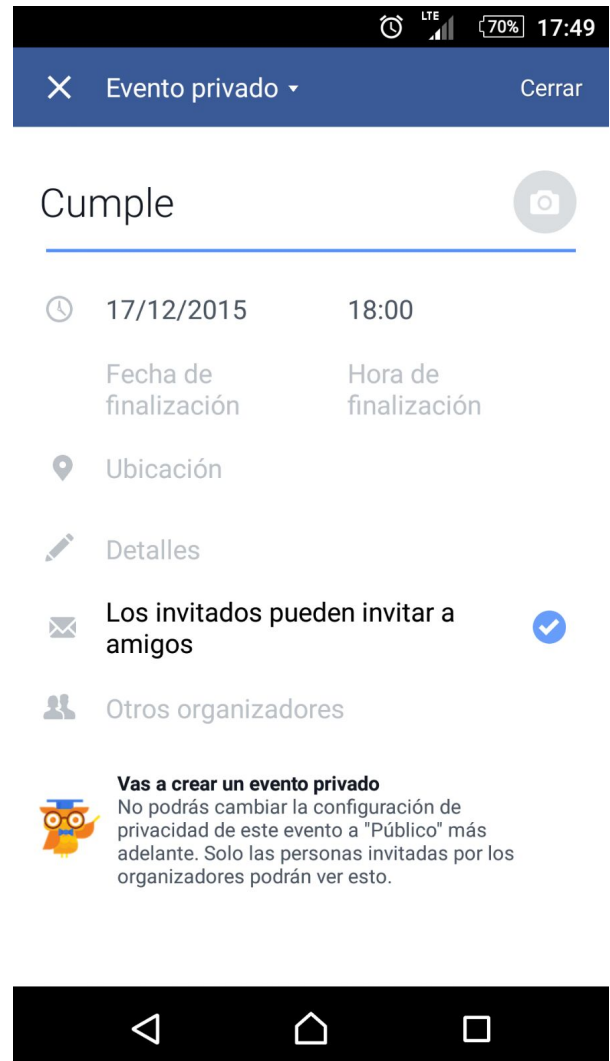 LTE 70% 17:49
Evento privado Cerrar
Cumple
17/12/2015 18:00
Fecha de Hora de
finalización finalización
Ubicación
Detalles
Los invitados pueden invitar a
amigos
Otros organizadores
Vas a crear un evento privado
No podrás cambiar la configuración de
privacidad de este evento a "Público" más
adelante. Solo las personas invitadas por los
organizadores podrán ver esto.